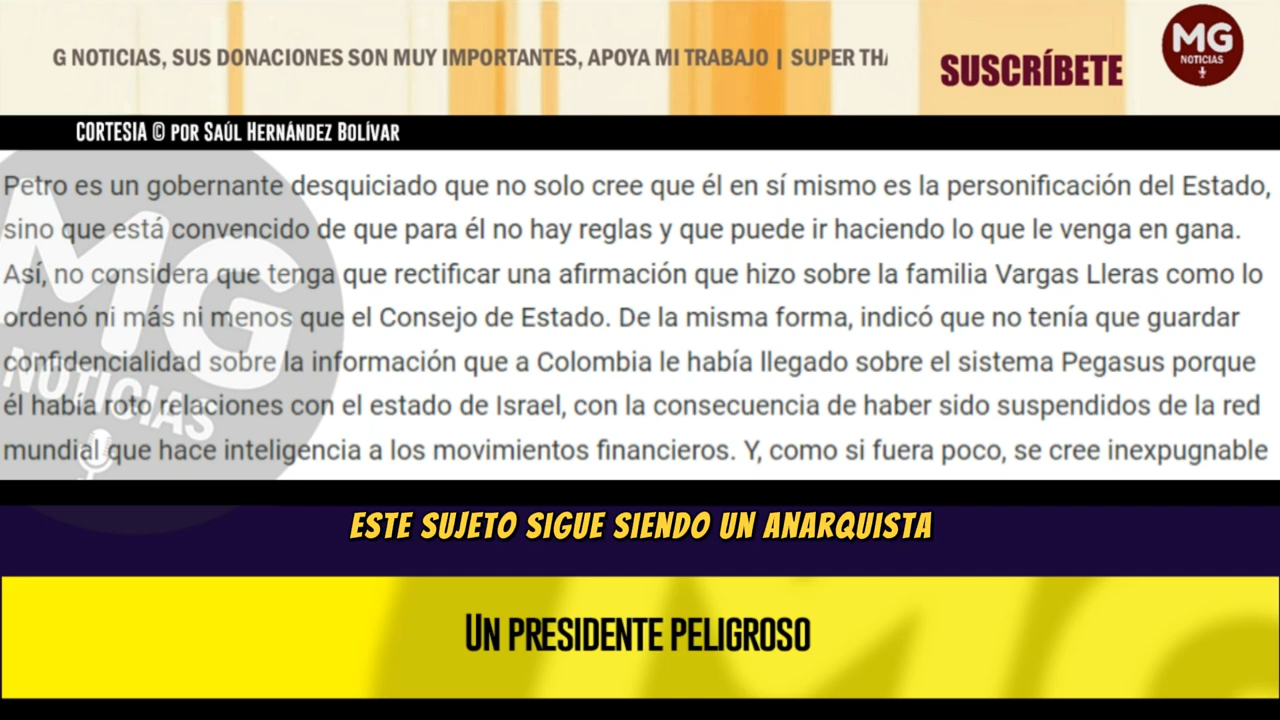 G NOTICIAS, SUS DONACIONES SON MUY IMPORTANTES, APOYA MI TRABAJO | SUPER
SUSCRÍBETE
MG
NOTICIAS
CORTESIA © POR SAÚL HERNÁNDEZ BOLÍVAR
Petro es un gobernante desquiciado que no solo cree que él en sí mismo es la personificación del Estado,
sino que está convencido de que para él no hay reglas y que puede ir haciendo lo que le venga en gana.
Así, no considera que tenga que rectificar una afirmación que hizo sobre la familia Vargas Lleras como lo
ordenó ni más ni menos que el Consejo de Estado. De la misma forma, indicó que no tenía que guardar
confidencialidad sobre la información que a Colombia le había llegado sobre el sistema Pegasus porque
él había roto relaciones con el estado de Israel, con la consecuencia de haber sido suspendidos de la red
mundial que hace inteligencia a los movimientos financieros. Y, como si fuera poco, se cree inexpugnable
MG
NOTICIAS
ESTE SUJETO SIGUE SIENDO UN ANARQUISTA
UN PRESIDENTE PELIGROSO